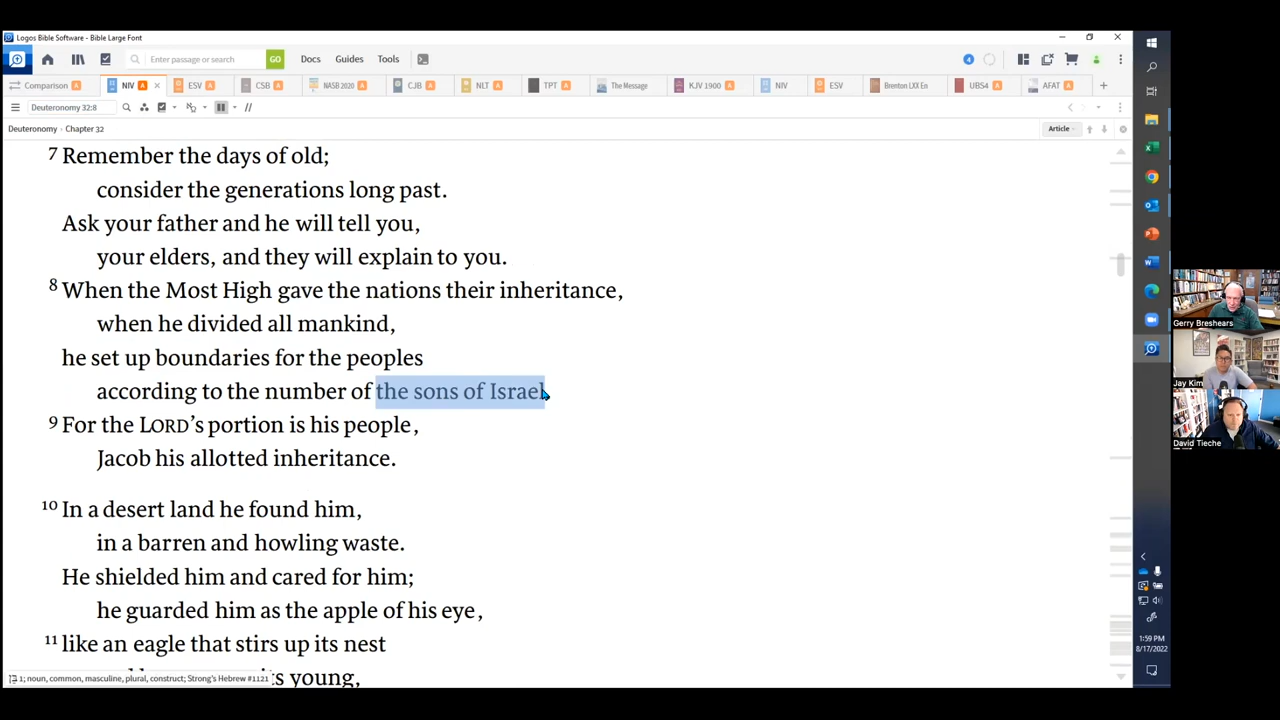 Logos Bible Software - Bible Large Font
Enter passage or search GO Docs Guides Tools 4
Comparison A NIV A ESV A CSB A NASB 2020 A CJB A NLT A TPT A The Message KJV 1900 A NIV ESV Brenton LXX En UBS4 A AFAT A
Deuteronomy 32:8
Deuteronomy · Chapter 32 Article
7 Remember the days of old;
consider the generations long past.
Ask your father and he will tell you,
your elders, and they will explain to you.
8 When the Most High gave the nations their inheritance,
when he divided all mankind,
he set up boundaries for the peoples
according to the number of the sons of Israel
9 For the LORD’s portion is his people,
Jacob his allotted inheritance.
10 In a desert land he found him,
in a barren and howling waste.
He shielded him and cared for him;
he guarded him as the apple of his eye,
11 like an eagle that stirs up its nest
its young,
1; noun, common, masculine, plural, construct; Strong's Hebrew #1121
Gerry Breshears
Jay Kim
David Tieche
1:59 PM
8/17/2022